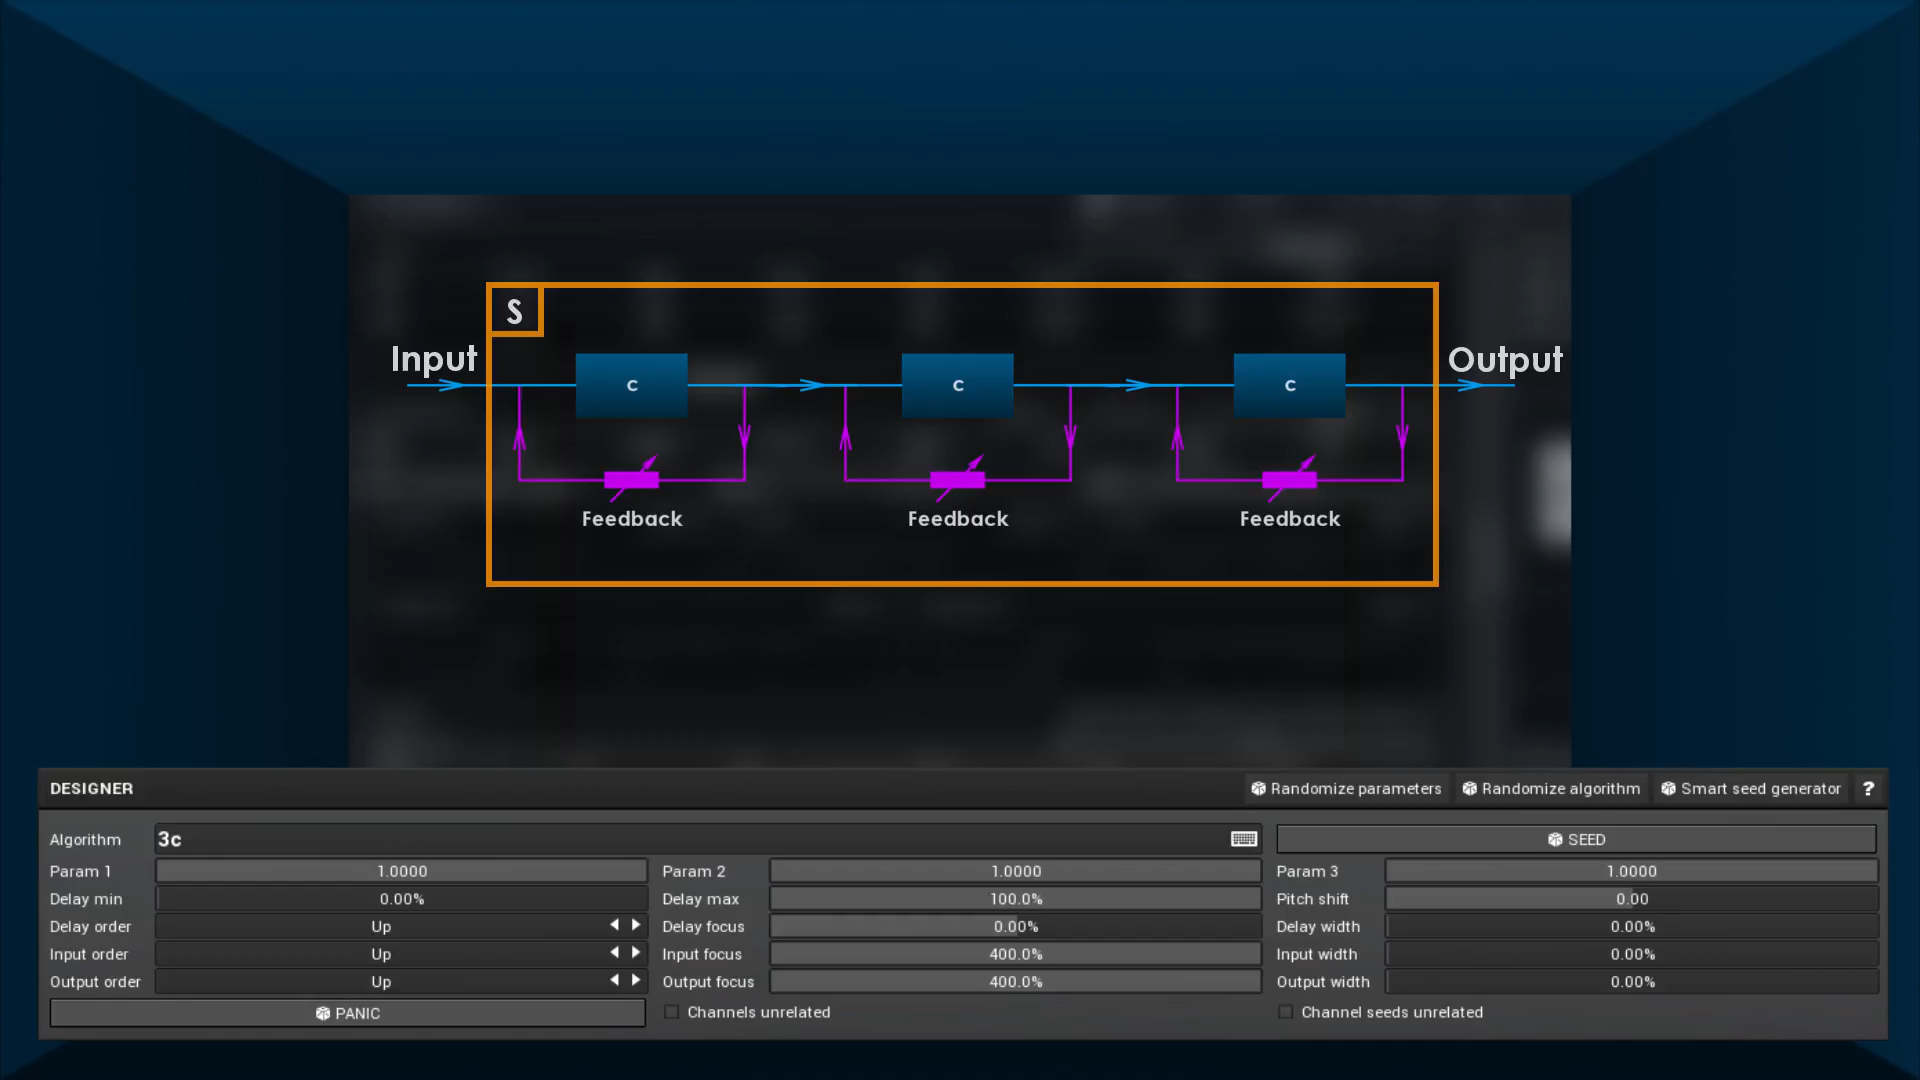 S
Input
Output
c
c
c
Feedback
Feedback
Feedback
DESIGNER
Randomize parameters
Randomize algorithm
Smart seed generator
?
Algorithm
3c
SEED
Param 1
1.0000
Param 2
1.0000
Param 3
1.0000
Delay min
0.00%
Delay max
100.0%
Pitch shift
0.00
Delay order
Up
Delay focus
0.00%
Delay width
0.00%
Input order
Up
Input focus
400.0%
Input width
0.00%
Output order
Up
Output focus
400.0%
Output width
0.00%
PANIC
Channels unrelated
Channel seeds unrelated